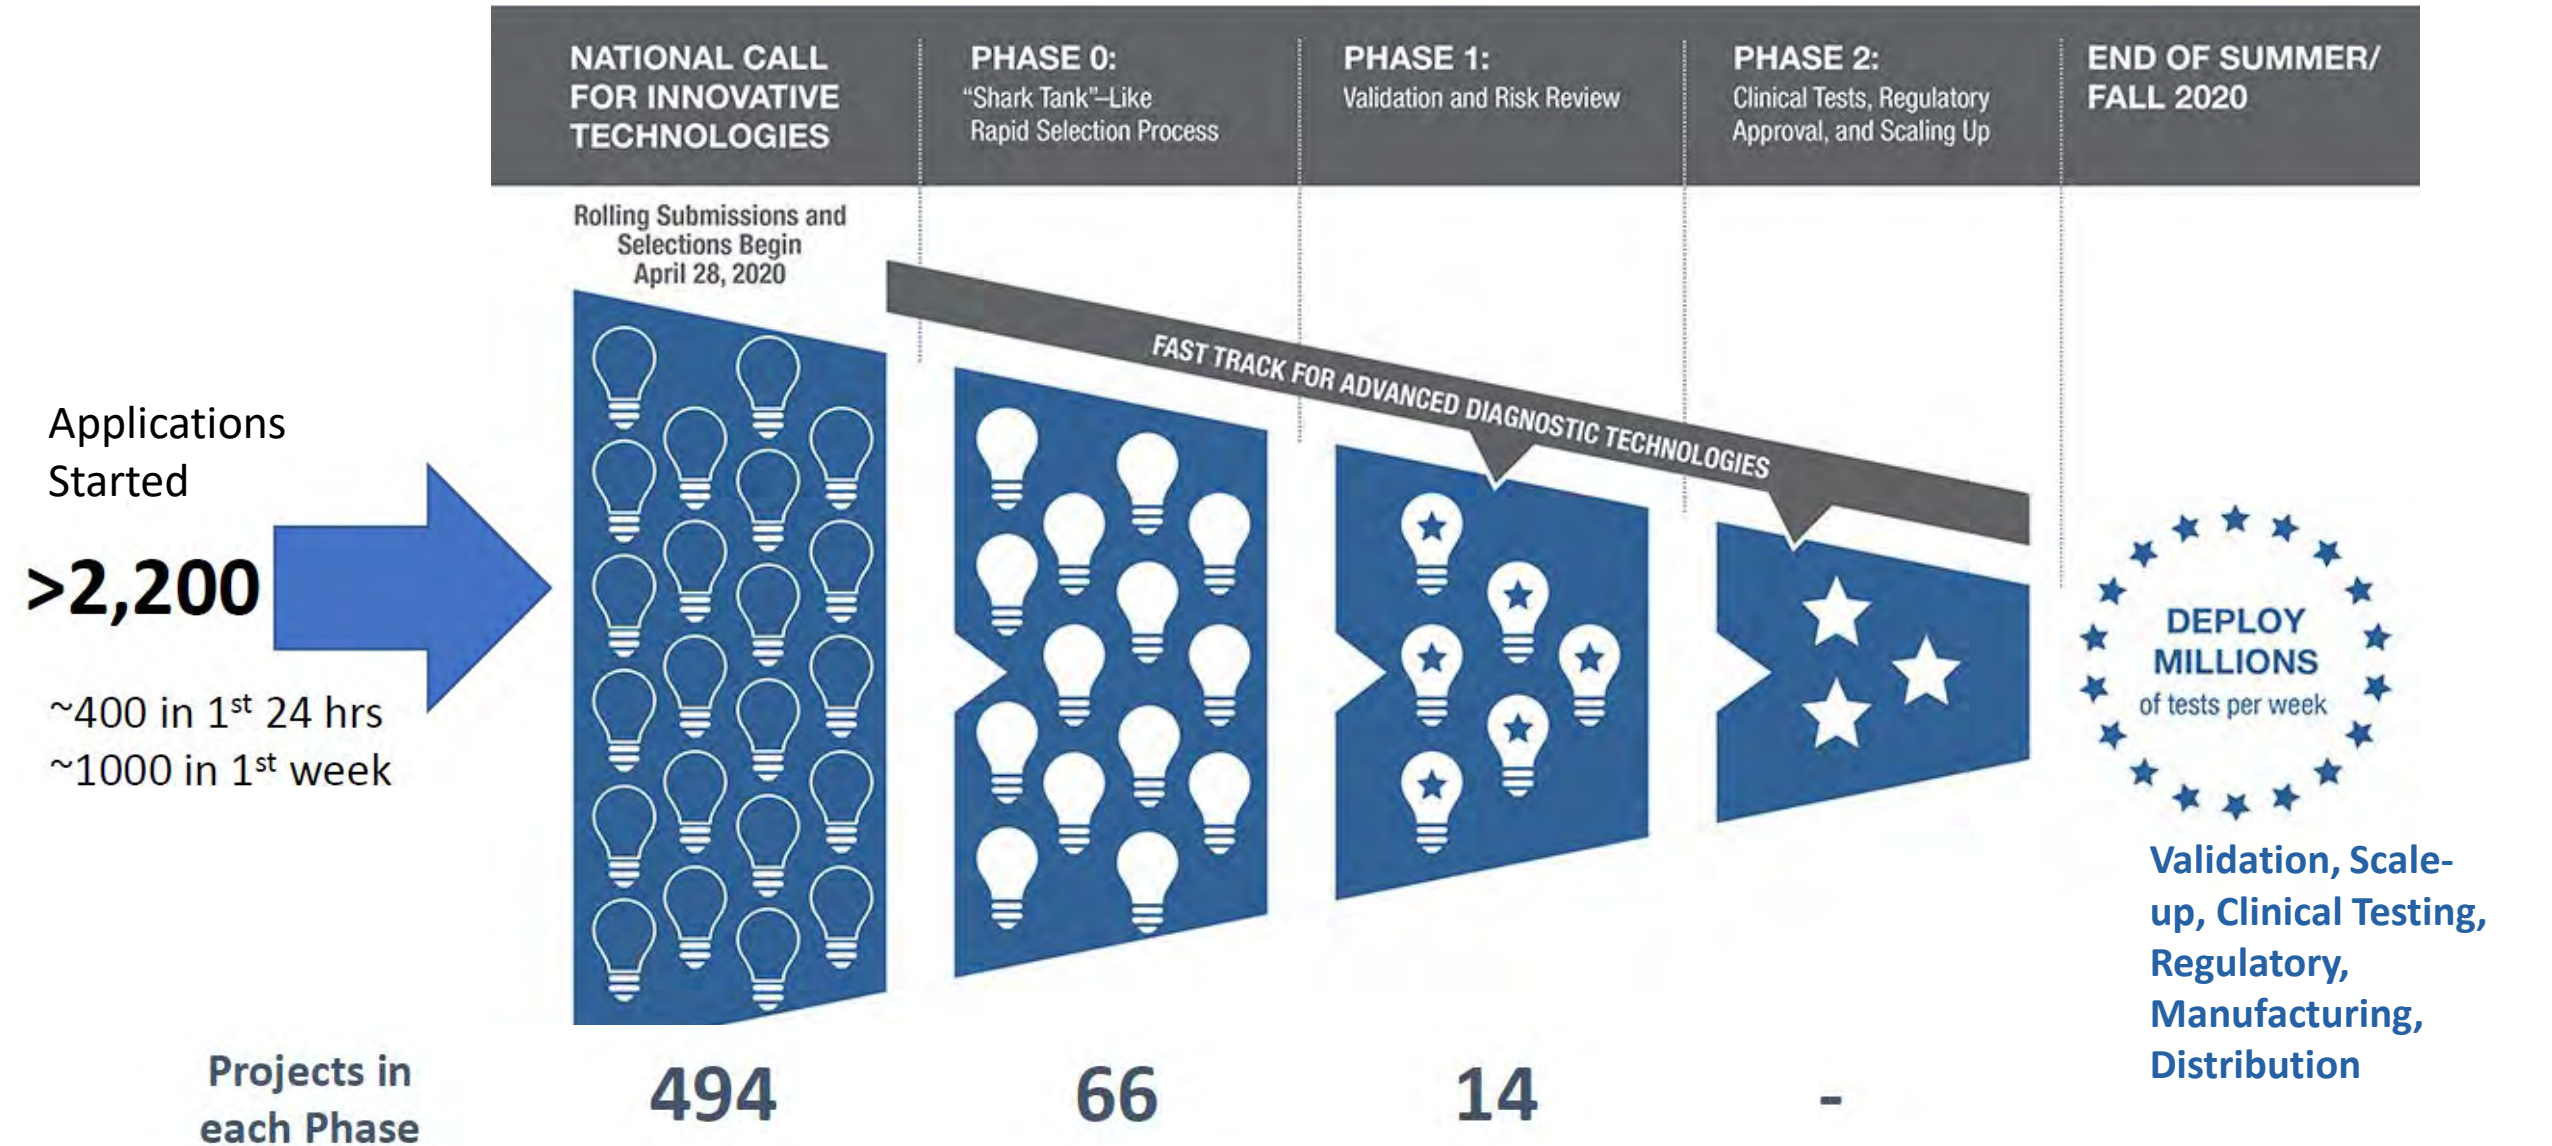 NATIONAL CALL
FOR INNOVATIVE
TECHNOLOGIES
PHASE 0:
“Shark Tank”–Like
Rapid Selection Process
PHASE 1:
Validation and Risk Review
PHASE 2:
Clinical Tests, Regulatory
Approval, and Scaling Up
END OF SUMMER/
FALL 2020
Rolling Submissions and
Selections Begin
April 28, 2020
FAST TRACK FOR ADVANCED DIAGNOSTIC TECHNOLOGIES
Applications
Started
>2,200
~400 in 1st 24 hrs
~1000 in 1st week
DEPLOY
MILLIONS
of tests per week
Validation, Scale-
up, Clinical Testing,
Regulatory,
Manufacturing,
Distribution
Projects in
each Phase
494
66
14
-